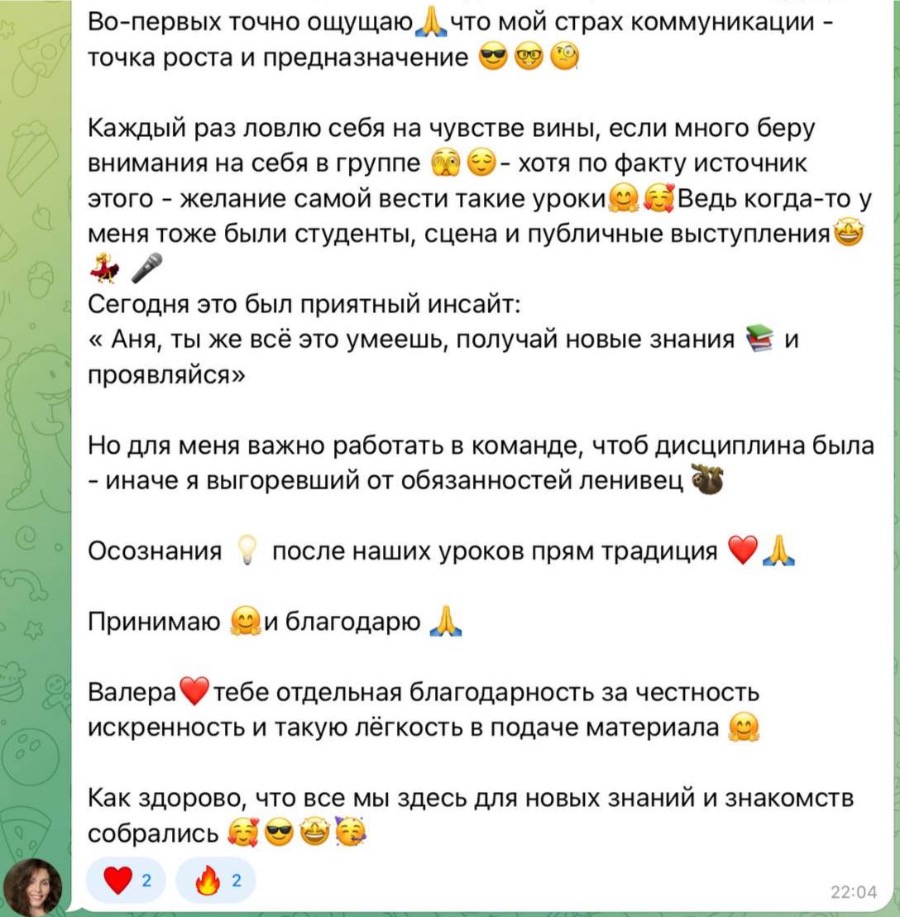 Во-первых точно ощущаю🙏что мой страх коммуникации -
точка роста и предназначение 😎🤓🧐
Каждый раз ловлю себя на чувстве вины, если много беру
внимания на себя в группе 🫣😌- хотя по факту источник
этого - желание самой вести такие уроки🤗🥰Ведь когда-то у
меня тоже были студенты, сцена и публичные выступления🤩
💃🎤
Сегодня это был приятный инсайт:
« Аня, ты же всё это умеешь, получай новые знания 📚 и
проявляйся»
Но для меня важно работать в команде, чтоб дисциплина была
- иначе я выгоревший от обязанностей ленивец 🦥
Осознания 💡 после наших уроков прям традиция ❤️🙏
Принимаю 🤗и благодарю 🙏
Валера❤️тебе отдельная благодарность за честность
искренность и такую лёгкость в подаче материала 🤗
Как здорово, что все мы здесь для новых знаний и знакомств
собрались 🥰😎🤩🥳
❤️ 2 🔥 2
22:04